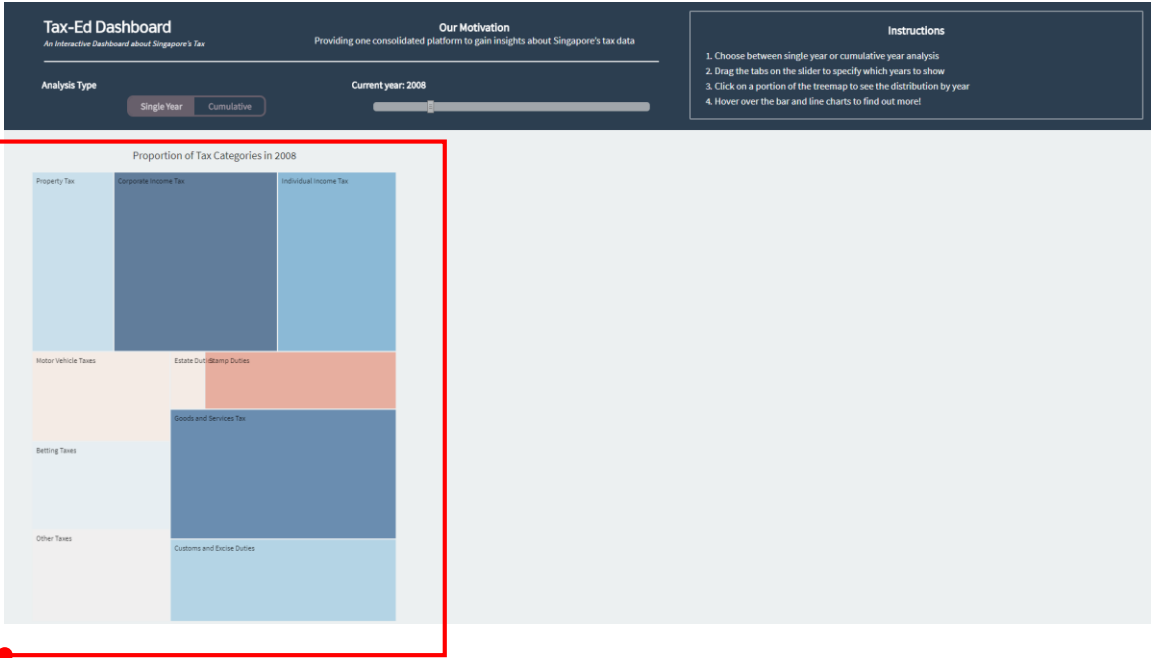 Tax-Ed Dashboard
An Interactive Dashboard about Singapore's Tax
Our Motivation
Providing one consolidated platform to gain insights about Singapore's tax data
Analysis Type
Single Year
Cumulative
Current year: 2008
Instructions
1. Choose between single year or cumulative year analysis
2. Drag the tabs on the slider to specify which years to show
3. Click on a portion of the treemap to see the distribution by year
4. Hover over the bar and line charts to find out more!
Proportion of Tax Categories in 2008
Property Tax
Corporate Income Tax
Individual Income Tax
Motor Vehicle Taxes
Estate Duties
Stamp Duties
Goods and Services Tax
Betting Taxes
Other Taxes
Customs and Excise Duties